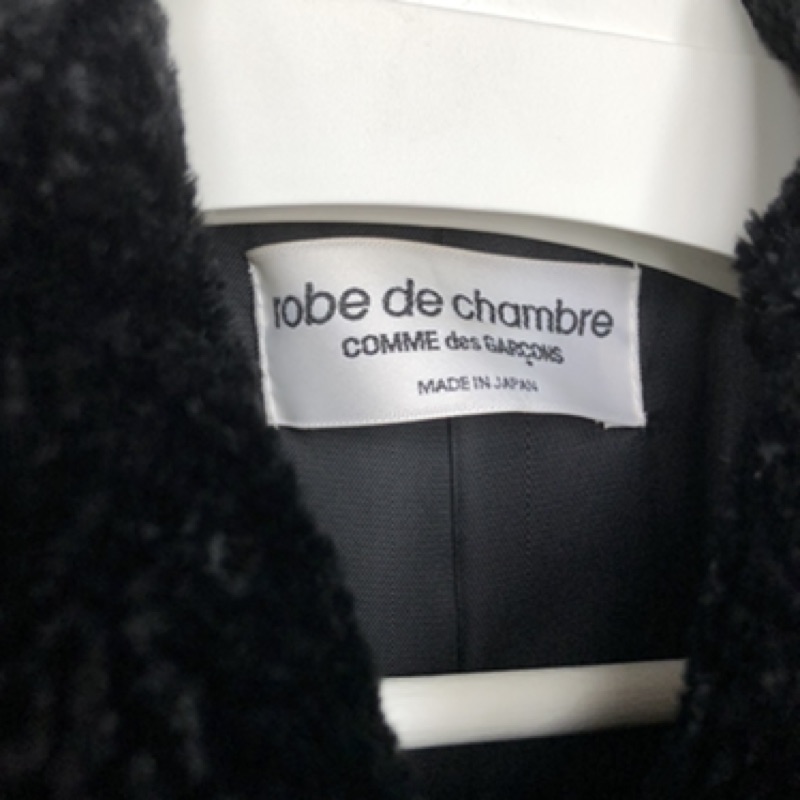 robe de chambre
COMME des GARÇONS
MADE IN JAPAN